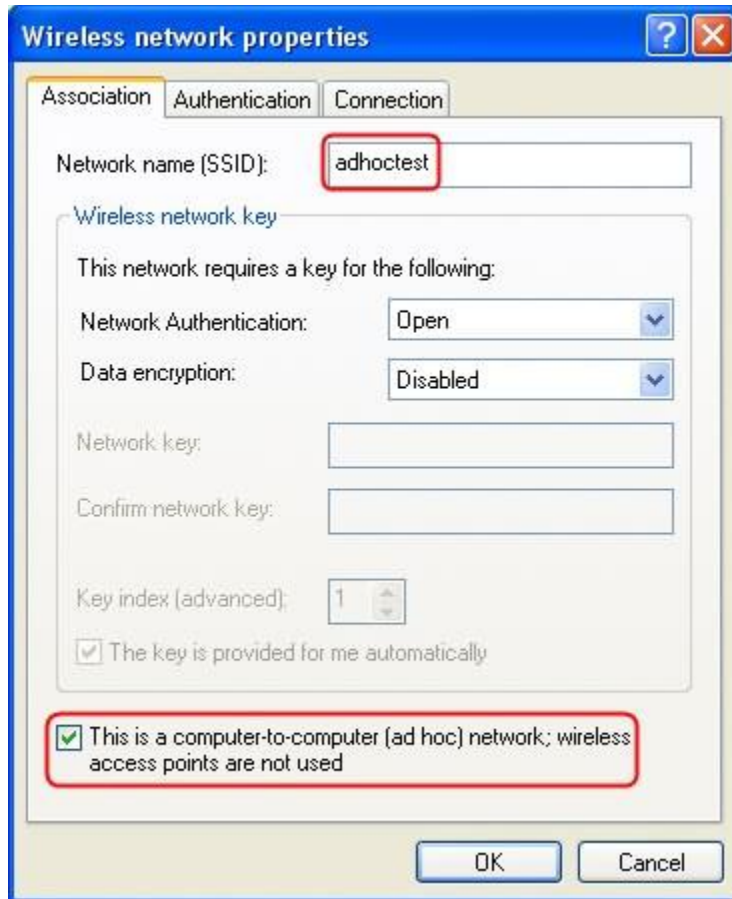 Wireless network properties
Association Authentication Connection
Network name (SSID): adhoctest
Wireless network key
This network requires a key for the following:
Network Authentication: Open
Data encryption: Disabled
Network key:
Confirm network key:
Key index (advanced): 1
The key is provided for me automatically
This is a computer-to-computer (ad hoc) network; wireless
access points are not used
OK Cancel